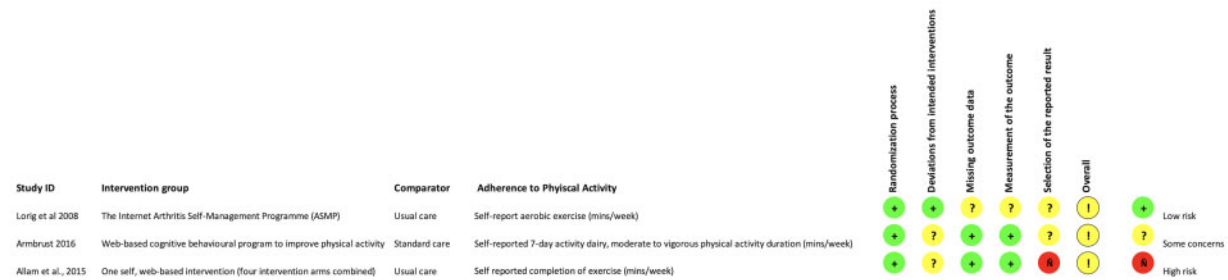 Randomization process
Deviations from intended interventions
Missing outcome data
Measurement of the outcome
Selection of the reported result
Overall
Study ID Intervention group Comparator Adherence to Phyiscal Activity
Lorig et al 2008 The Internet Arthritis Self-Management Programme (ASMP) Usual care Self-report aerobic exercise (mins/week) + + ? ? ? ! + Low risk
Armbrust 2016 Web-based cognitive behavioural program to improve physical activity Standard care Self-reported 7-day activity dairy, moderate to vigorous physical activity duration (mins/week) + ? + + ? ! ? Some concerns
Allam et al., 2015 One self, web-based intervention (four intervention arms combined) Usual care Self reported completion of exercise (mins/week) + ? + + Ñ ! Ñ High risk